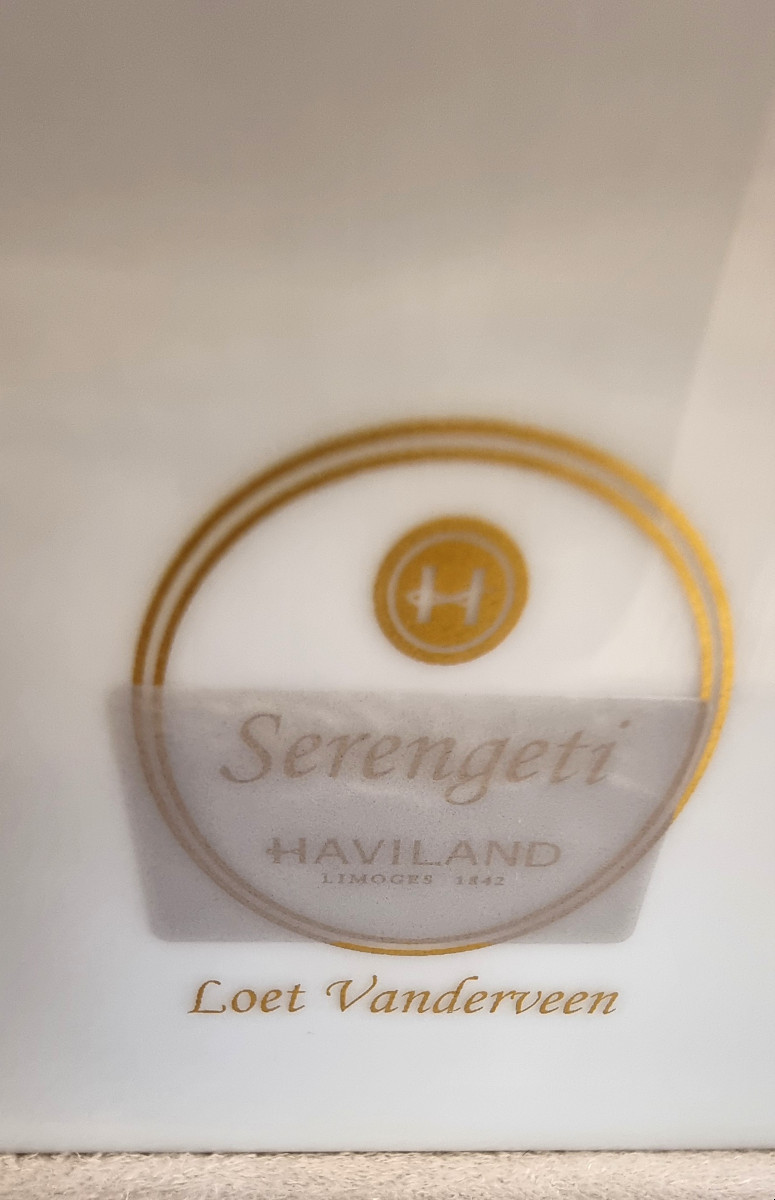 H
Serengeti
HAVILAND
LIMOGES 1842
Loet Vanderveen